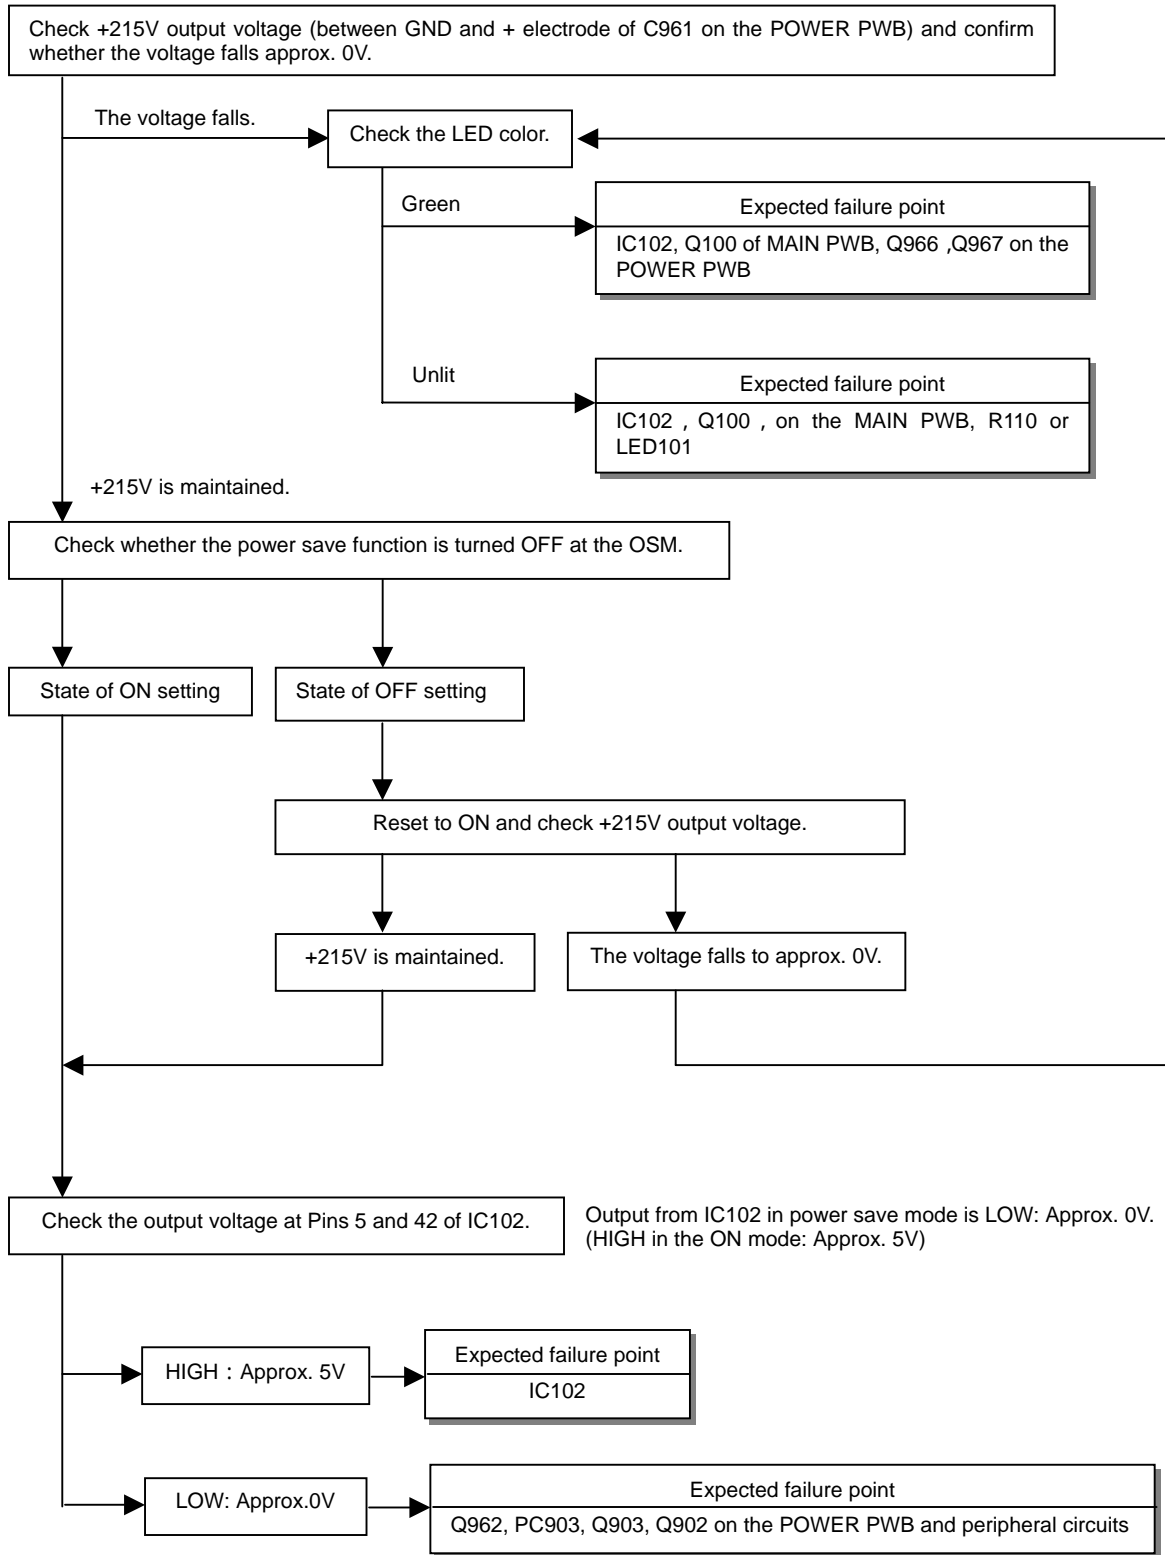 Check +215V output voltage (between GND and + electrode of C961 on the POWER PWB) and confirm
whether the voltage falls approx. 0V.
The voltage falls.
Check the LED color.
Green
Expected failure point
IC102, Q100 of MAIN PWB, Q966 ,Q967 on the
POWER PWB
Unlit
Expected failure point
IC102 , Q100 , on the MAIN PWB, R110 or
LED101
+215V is maintained.
Check whether the power save function is turned OFF at the OSM.
State of ON setting
State of OFF setting
Reset to ON and check +215V output voltage.
+215V is maintained.
The voltage falls to approx. 0V.
Check the output voltage at Pins 5 and 42 of IC102.
Output from IC102 in power save mode is LOW: Approx. 0V.
(HIGH in the ON mode: Approx. 5V)
HIGH : Approx. 5V
Expected failure point
IC102
LOW: Approx.0V
Expected failure point
Q962, PC903, Q903, Q902 on the POWER PWB and peripheral circuits